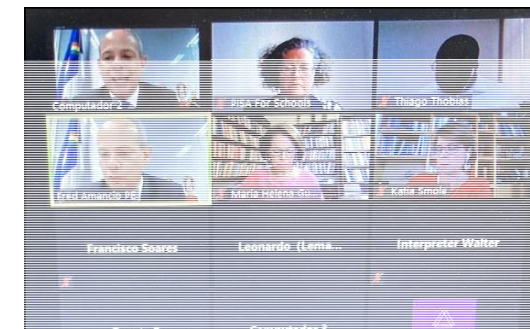 Computador 2
PISA For Schools
Thiago Thobias
Fred Amancio PE
Maria Helena Gu...
Katia Smole
Francisco Soares
Leonardo (Lema...
Interpreter Walter